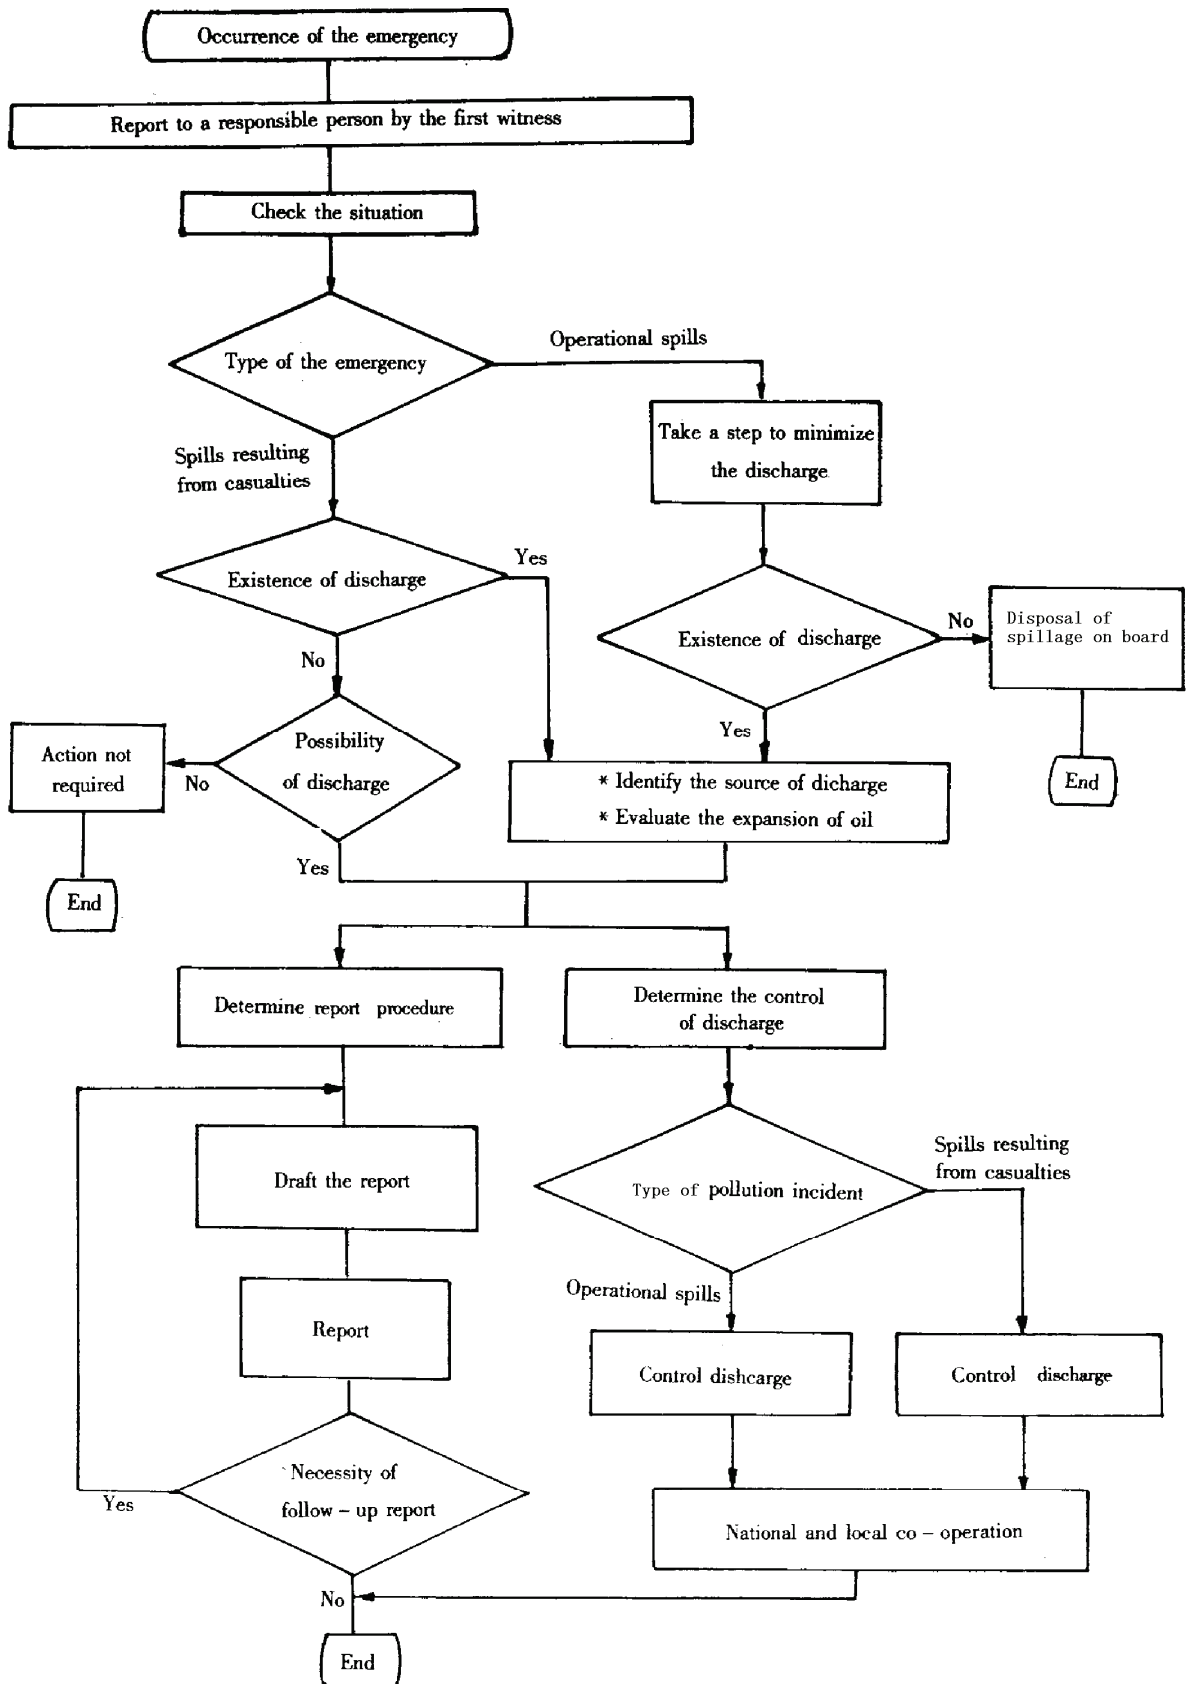 Occurrence of the emergency
Report to a responsible person by the first witness
Check the situation
Type of the emergency
Operational spills
Spills resulting
from casualties
Take a step to minimize
the discharge
Existence of discharge
Yes
No
Existence of discharge
No
Disposal of
spillage on board
Yes
End
Possibility
of discharge
No
Action not
required
End
Yes
* Identify the source of dicharge
* Evaluate the expansion of oil
Determine report procedure
Determine the control
of discharge
Draft the report
Type of pollution incident
Spills resulting
from casualties
Operational spills
Report
Control dishcarge
Control discharge
Necessity of
follow - up report
Yes
National and local co - operation
No
End